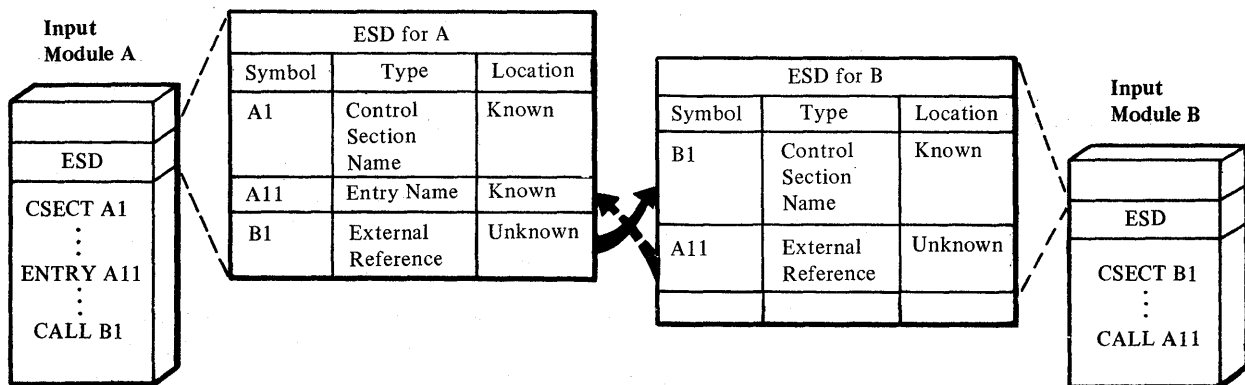 Input
Module A
ESD
CSECT A1
ENTRY A11
CALL B1
ESD for A
Symbol Type Location
A1 Control Known
Section
Name
A11 Entry Name Known
B1 External Unknown
Reference
ESD for B
Symbol Type Location
B1 Control Known
Section
Name
A11 External Unknown
Reference
Input
Module B
ESD
CSECT B1
CALL A11